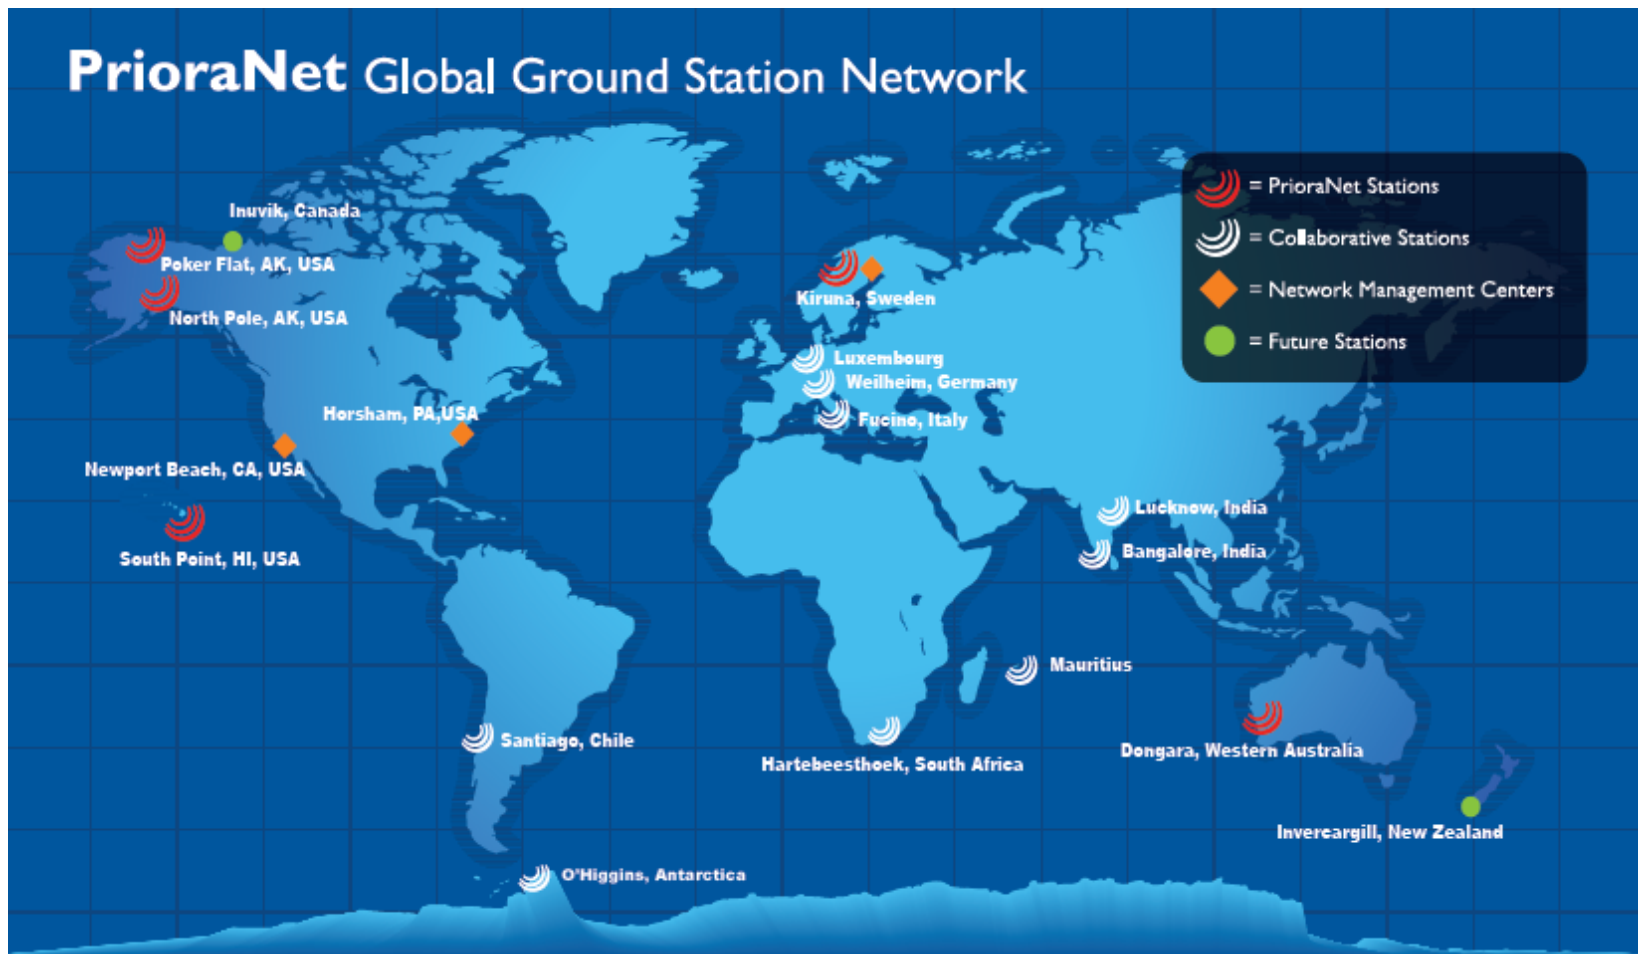 PrioraNet Global Ground Station Network
= PrioraNet Stations
= Collaborative Stations
= Network Management Centers
= Future Stations
Inuvik, Canada
Poker Flat, AK, USA
North Pole, AK, USA
Kiruna, Sweden
Luxembourg
Weilheim, Germany
Fucino, Italy
Horsham, PA,USA
Newport Beach, CA, USA
South Point, HI, USA
Lucknow, India
Bangalore, India
Mauritius
Santiago, Chile
Hartebeesthoek, South Africa
Dongara, Western Australia
Invercargill, New Zealand
O'Higgins, Antarctica